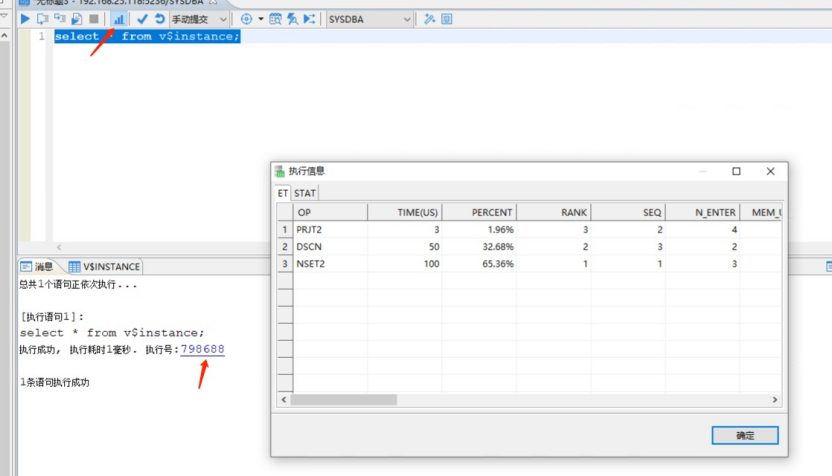 *无标题3 - 192.168.25.118:5236/SYSDBA
手动提交 SYSDBA
1 select * from v$instance;
执行信息
ET STAT
OP TIME(US) PERCENT RANK SEQ N_ENTER
1 PRJT2 3 1.96% 3 2 4
2 DSCN 50 32.68% 2 3 2
3 NSET2 100 65.36% 1 1 3
消息 V$INSTANCE
总共1个语句正依次执行...
[执行语句1]:
select * from v$instance;
执行成功, 执行耗时1毫秒. 执行号:798688
1条语句执行成功
确定